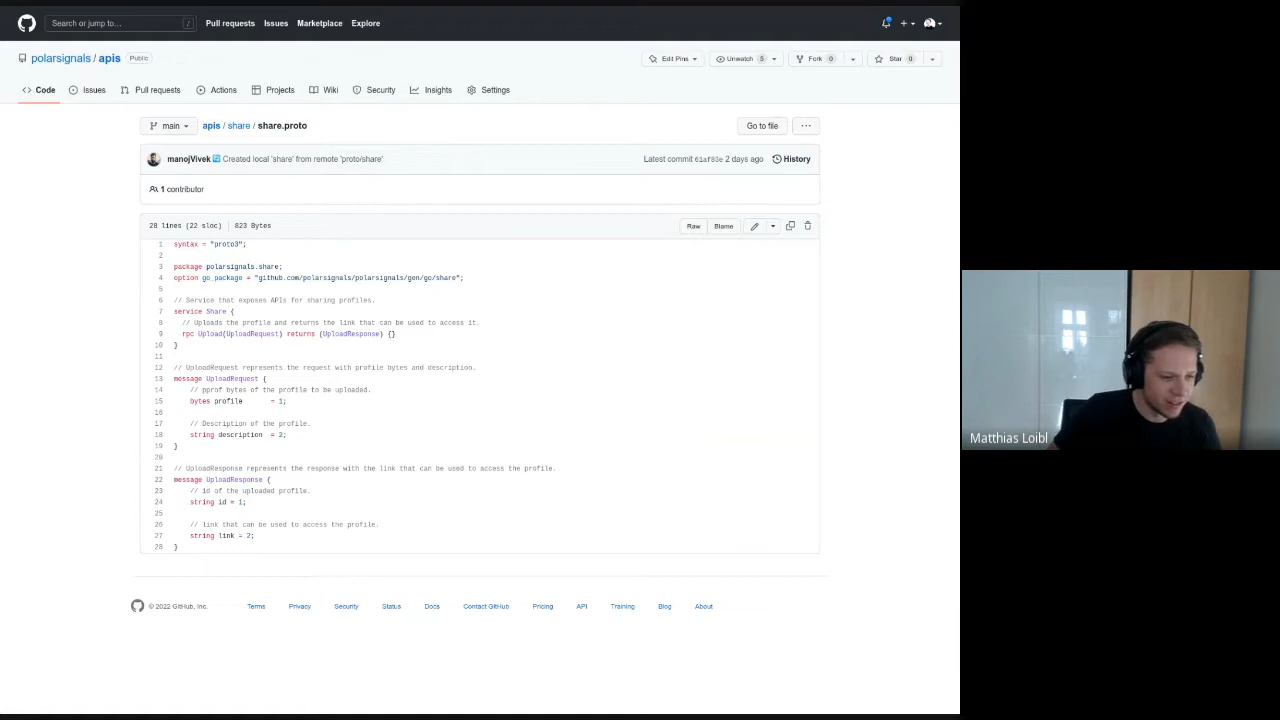 Search or jump to... /
Pull requests Issues Marketplace Explore
polarsignals / apis Public
Edit Pins Unwatch 5 Fork 0 Star 0
Code Issues Pull requests Actions Projects Wiki Security Insights Settings
main apis / share / share.proto Go to file ...
manojVivek Created local 'share' from remote 'proto/share' Latest commit 61af83e 2 days ago History
1 contributor
28 lines (22 sloc) 823 Bytes Raw Blame
1 syntax = "proto3";
2
3 package polarsignals.share;
4 option go_package = "github.com/polarsignals/polarsignals/gen/go/share";
5
6 // Service that exposes APIs for sharing profiles.
7 service Share {
8 // Uploads the profile and returns the link that can be used to access it.
9 rpc Upload(UploadRequest) returns (UploadResponse) {}
10 }
11
12 // UploadRequest represents the request with profile bytes and description.
13 message UploadRequest {
14 // pprof bytes of the profile to be uploaded.
15 bytes profile = 1;
16
17 // Description of the profile.
18 string description = 2;
19 }
20
21 // UploadResponse represents the response with the link that can be used to access the profile.
22 message UploadResponse {
23 // id of the uploaded profile.
24 string id = 1;
25
26 // link that can be used to access the profile.
27 string link = 2;
28 }
© 2022 GitHub, Inc. Terms Privacy Security Status Docs Contact GitHub Pricing API Training Blog About
Matthias Loibl